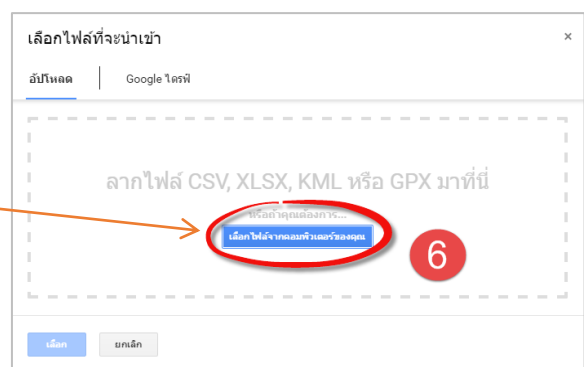 เลือกไฟล์ที่จะนำเข้า ×
อัปโหลด Google ไดรฟ์
ลากไฟล์ CSV, XLSX, KML หรือ GPX มาที่นี่
หรือถ้าคุณต้องการ...
เลือกไฟล์จากคอมพิวเตอร์ของคุณ
6
เลือก ยกเลิก